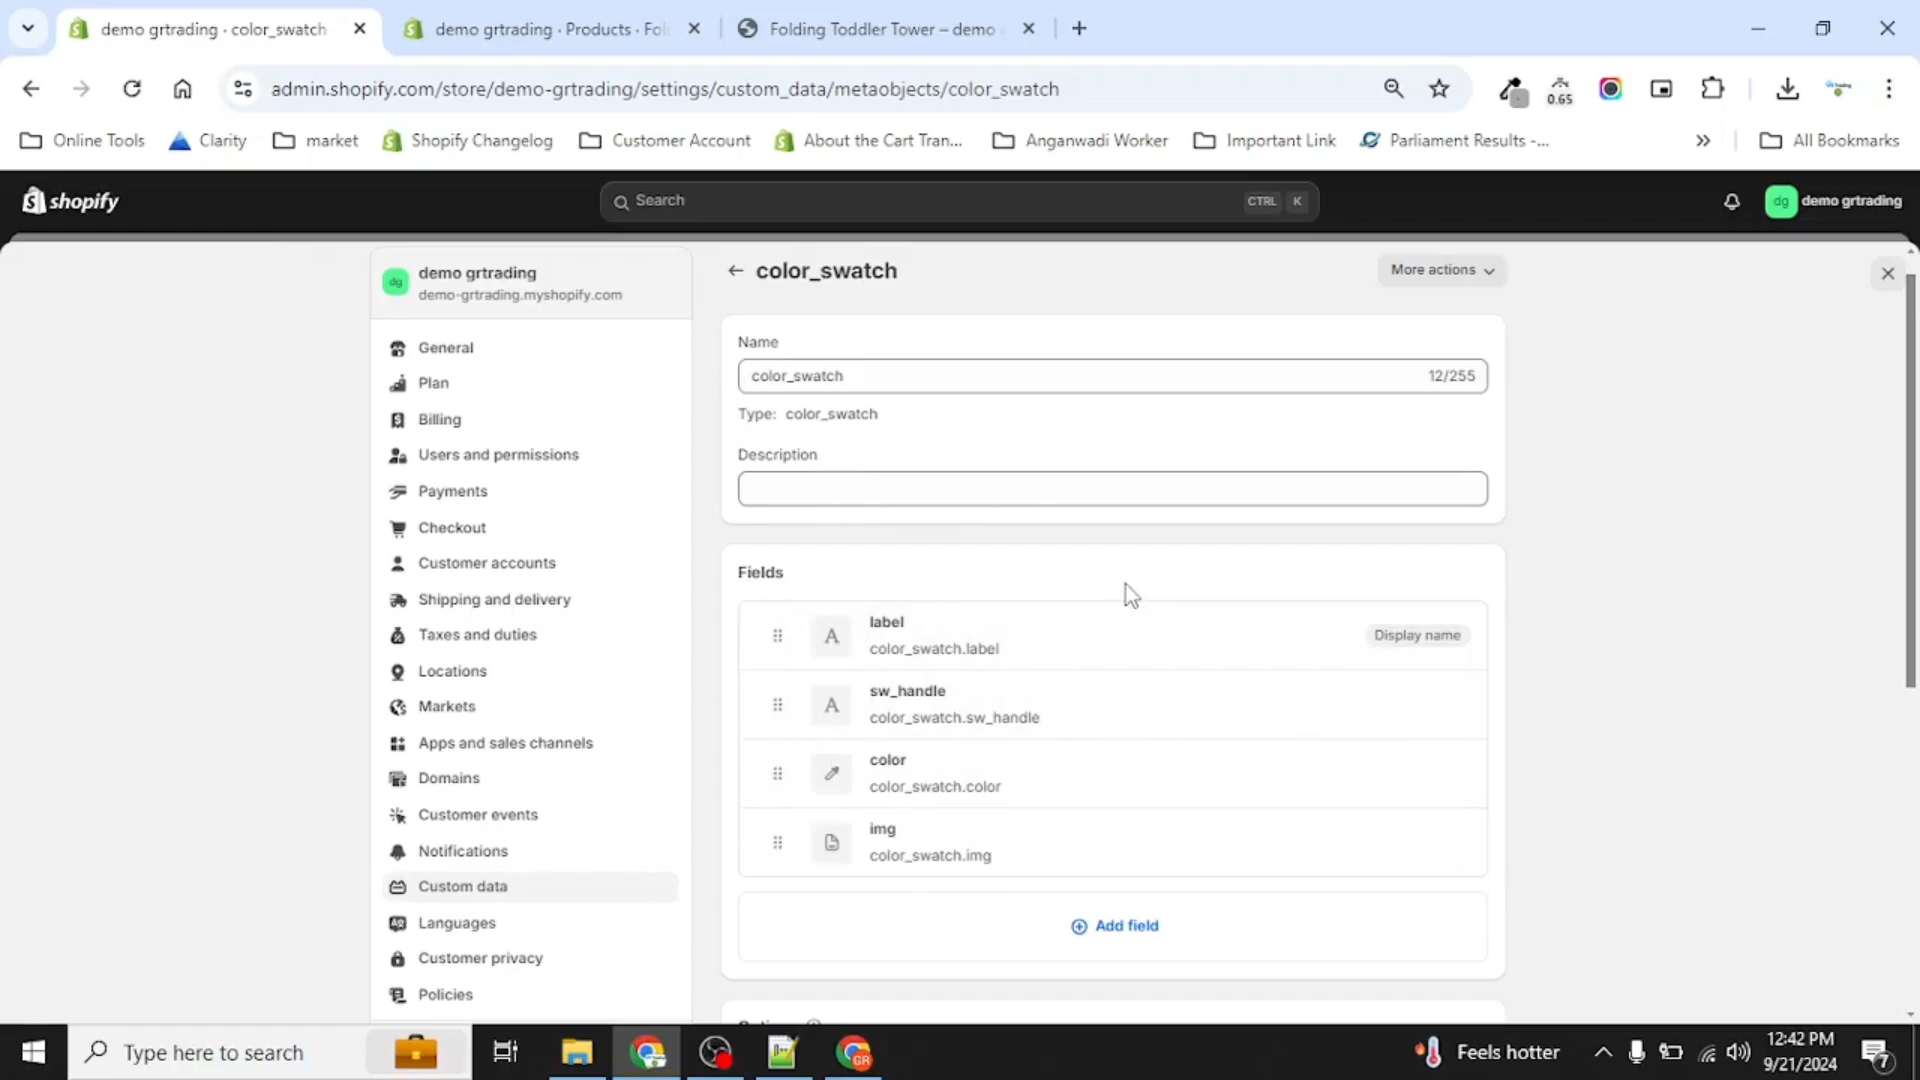 demo grtrading · color_swatch
demo grtrading · Products · Fol
Folding Toddler Tower – demo
admin.shopify.com/store/demo-grtrading/settings/custom_data/metaobjects/color_swatch
0.65
Online Tools
Clarity
market
Shopify Changelog
Customer Account
About the Cart Tran...
Anganwadi Worker
Important Link
Parliament Results -...
All Bookmarks
shopify
Search
CTRL K
dg demo grtrading
dg
demo grtrading
demo-grtrading.myshopify.com
General
Plan
Billing
Users and permissions
Payments
Checkout
Customer accounts
Shipping and delivery
Taxes and duties
Locations
Markets
Apps and sales channels
Domains
Customer events
Notifications
Custom data
Languages
Customer privacy
Policies
color_swatch
More actions
Name
color_swatch 12/255
Type: color_swatch
Description
Fields
label
color_swatch.label
Display name
sw_handle
color_swatch.sw_handle
color
color_swatch.color
img
color_swatch.img
Add field
Type here to search
GR
Feels hotter
12:42 PM
9/21/2024
7